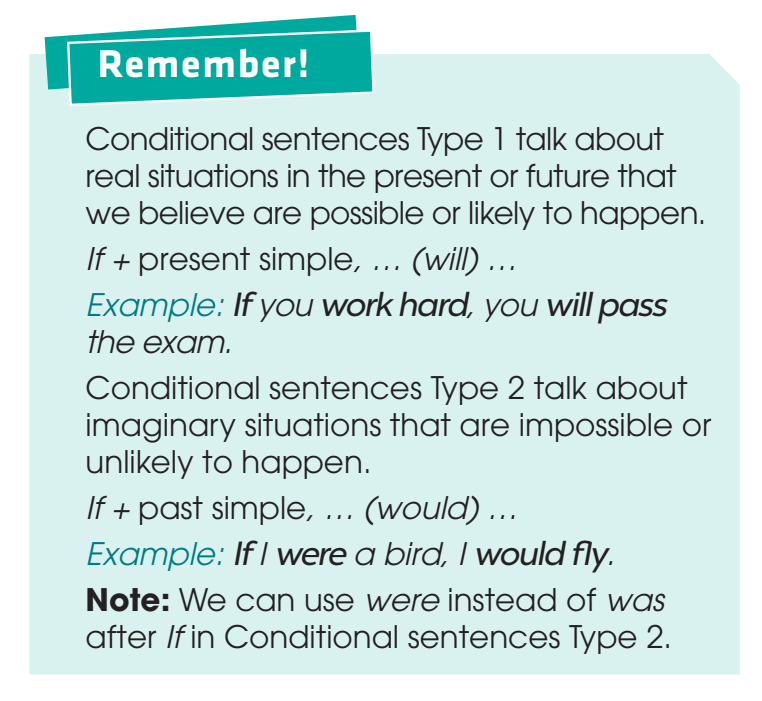 Remember!
Conditional sentences Type 1 talk about
real situations in the present or future that
we believe are possible or likely to happen.
If + present simple, … (will) …
Example: If you work hard, you will pass
the exam.
Conditional sentences Type 2 talk about
imaginary situations that are impossible or
unlikely to happen.
If + past simple, … (would) …
Example: If I were a bird, I would fly.
Note: We can use were instead of was
after If in Conditional sentences Type 2.